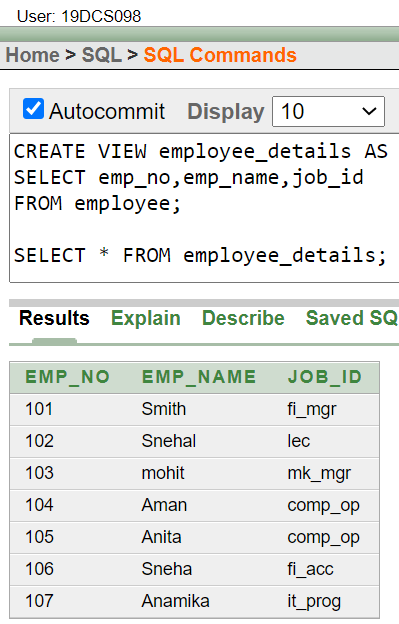 User: 19DCS098
Home > SQL > SQL Commands
Autocommit Display 10
CREATE VIEW employee_details AS
SELECT emp_no,emp_name,job_id
FROM employee;
SELECT * FROM employee_details;
Results Explain Describe Saved SQ
EMP_NO EMP_NAME JOB_ID
101 Smith fi_mgr
102 Snehal lec
103 mohit mk_mgr
104 Aman comp_op
105 Anita comp_op
106 Sneha fi_acc
107 Anamika it_prog